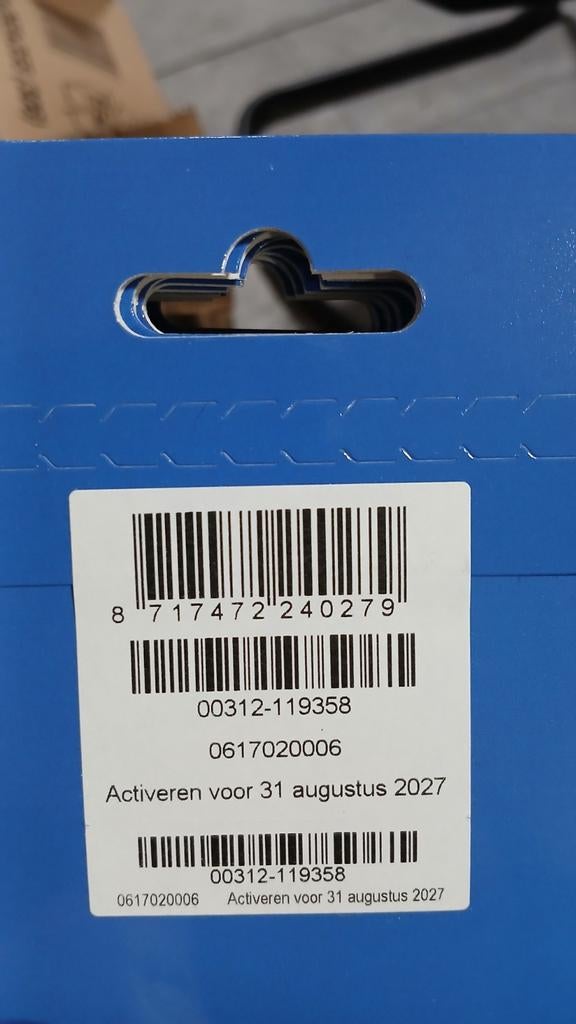 8 717472 240279
00312-119358
0617020006
Activeren voor 31 augustus 2027
00312-119358
0617020006 Activeren voor 31 augustus 2027